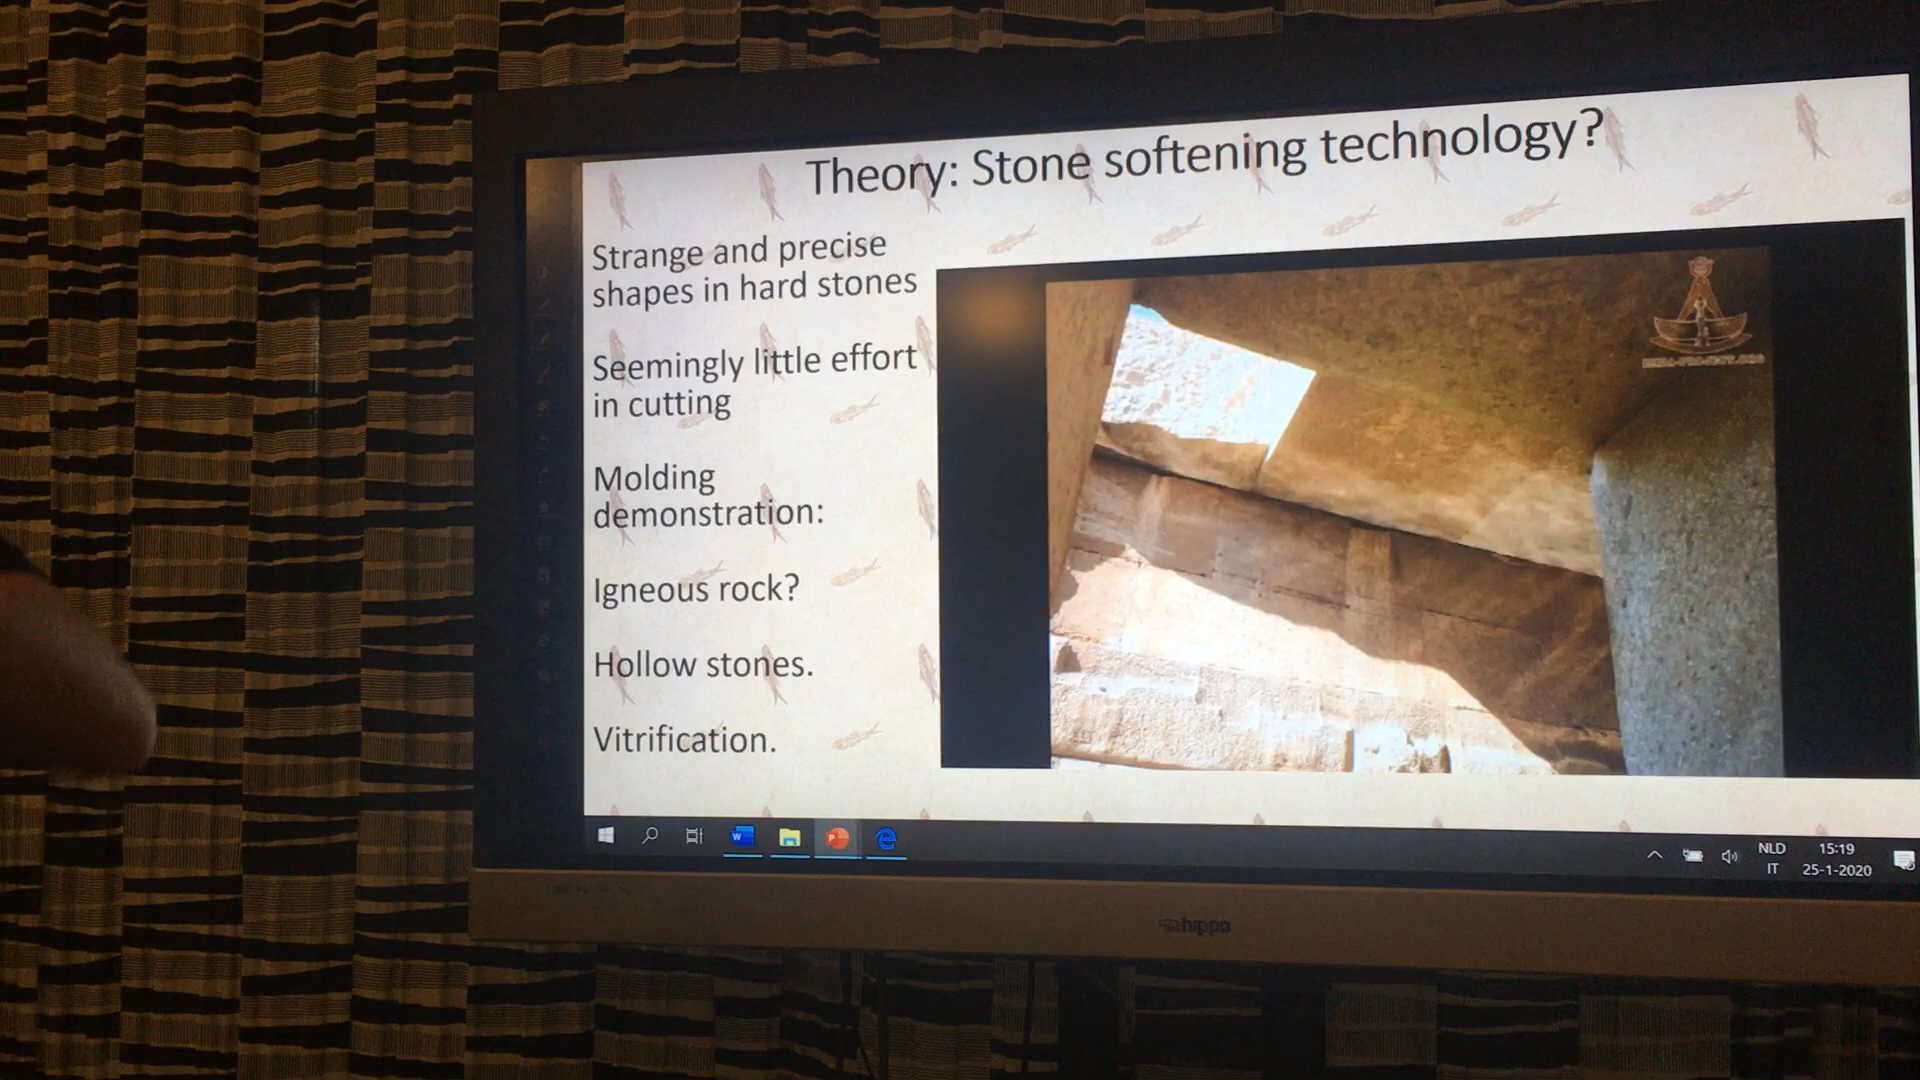 Theory: Stone softening technology?
Strange and precise
shapes in hard stones
Seemingly little effort
in cutting
Molding
demonstration:
Igneous rock?
Hollow stones.
Vitrification.
NLD
IT
15:19
25-1-2020
hippo